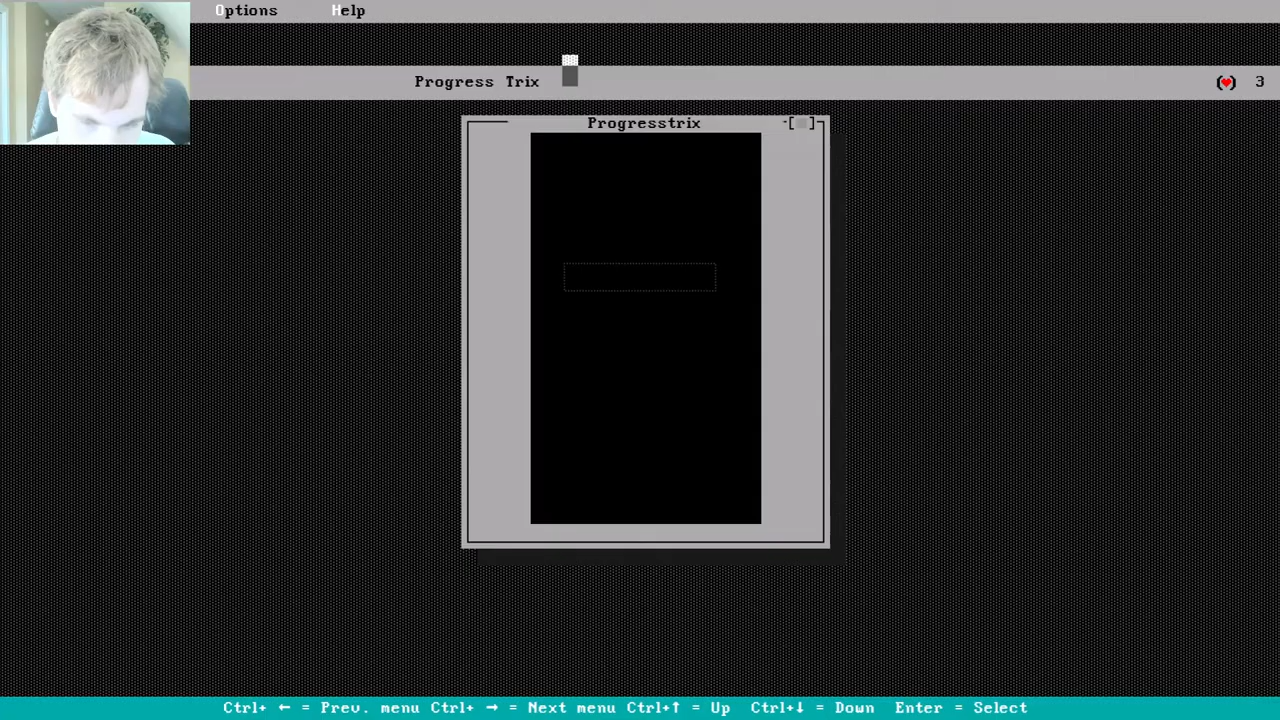 Options Help
Progress Trix (♥) 3
Progresstrix
Ctrl+ ← = Prev. menu Ctrl+ → = Next menu Ctrl+↑ = Up Ctrl+↓ = Down Enter = Select